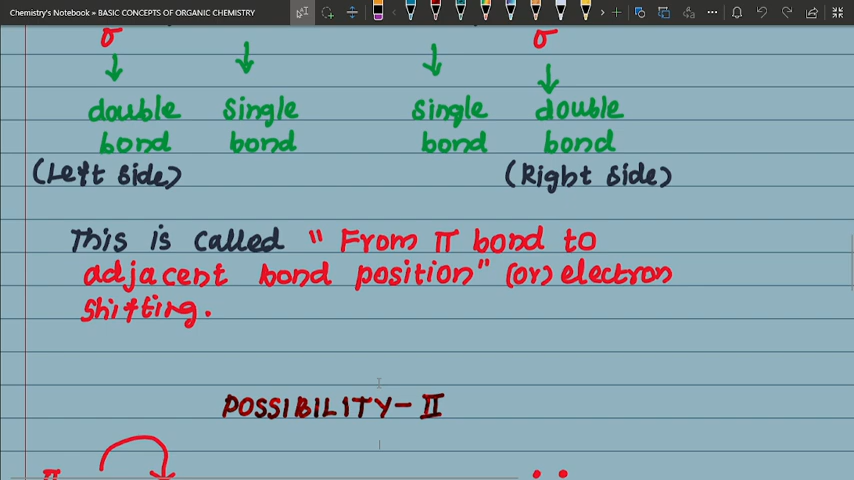 Chemistry's Notebook » BASIC CONCEPTS OF ORGANIC CHEMISTRY
σ σ
double single single double
bond bond bond bond
(Left side) (Right side)
This is called " From π bond to
adjacent bond position" (or) electron
shifting.
POSSIBILITY - II
π